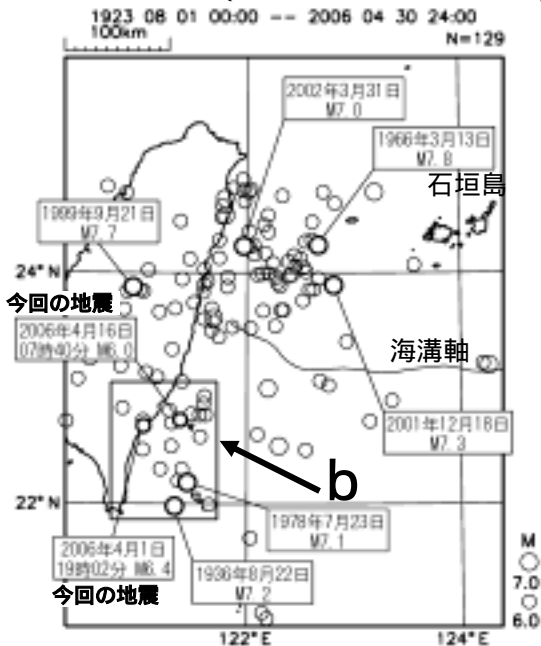 1923 08 01 00:00 -- 2006 04 30 24:00
100km
N=129
2002年3月31日
M7.0
1966年3月13日
M7.8
石垣島
1999年9月21日
M7.7
24°N
今回の地震
2006年4月16日
07時40分 M6.0
海溝軸
2001年12月18日
M7.3
b
22°N
1978年7月23日
M7.1
2006年4月1日
19時02分 M6.4
今回の地震
1936年8月22日
M7.2
M
7.0
6.0
122°E
124°E